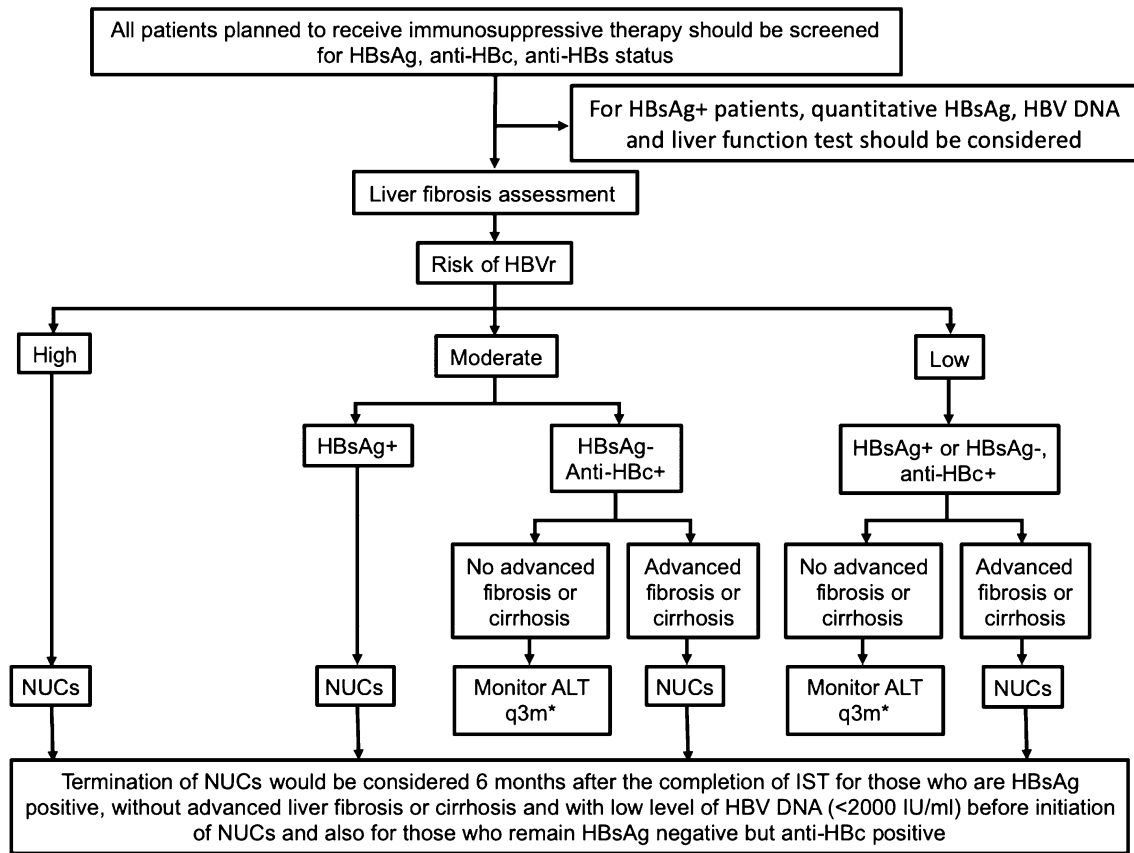 All patients planned to receive immunosuppressive therapy should be screened
for HBsAg, anti-HBc, anti-HBs status
For HBsAg+ patients, quantitative HBsAg, HBV DNA
and liver function test should be considered
Liver fibrosis assessment
Risk of HBVr
High
Moderate
Low
HBsAg+
HBsAg-
Anti-HBc+
HBsAg+ or HBsAg-,
anti-HBc+
No advanced
fibrosis or
cirrhosis
Advanced
fibrosis or
cirrhosis
No advanced
fibrosis or
cirrhosis
Advanced
fibrosis or
cirrhosis
NUCs
NUCs
Monitor ALT
q3m*
NUCs
Monitor ALT
q3m*
NUCs
Termination of NUCs would be considered 6 months after the completion of IST for those who are HBsAg
positive, without advanced liver fibrosis or cirrhosis and with low level of HBV DNA (<2000 IU/ml) before initiation
of NUCs and also for those who remain HBsAg negative but anti-HBc positive